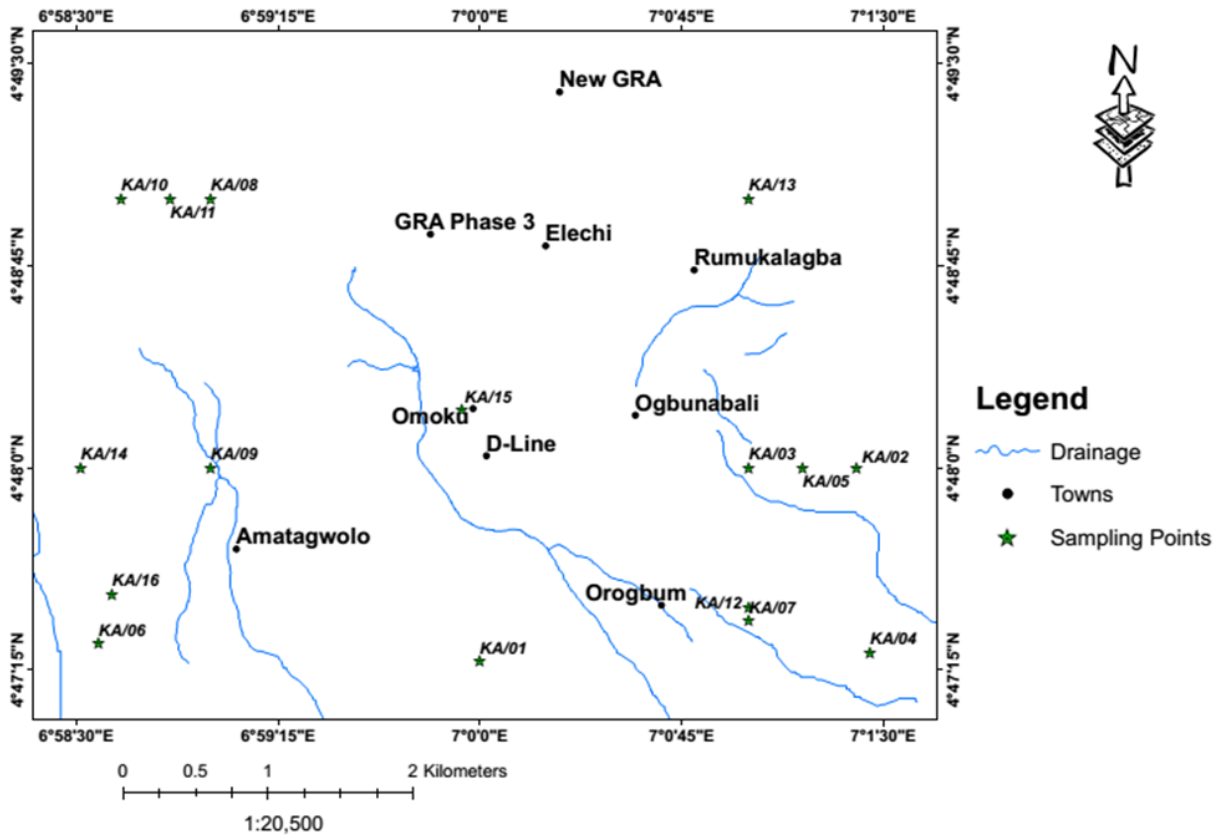 6°58'30"E 6°59'15"E 7°0'0"E 7°0'45"E 7°1'30"E
4°49'30"N 4°49'30"N
N
New GRA
KA/10 KA/08 KA/13
KA/11
GRA Phase 3
Elechi
4°48'45"N 4°48'45"N
Rumukalagba
Legend
KA/15
Omoku
Ogbunabali
D-Line
Drainage
KA/14 KA/09 KA/03 KA/02
4°48'0"N 4°48'0"N
KA/05
Towns
Amatagwolo
Sampling Points
KA/16
Orogbum
KA/12
KA/07
KA/06
KA/04
KA/01
4°47'15"N 4°47'15"N
6°58'30"E 6°59'15"E 7°0'0"E 7°0'45"E 7°1'30"E
0 0.5 1 2 Kilometers
1:20,500